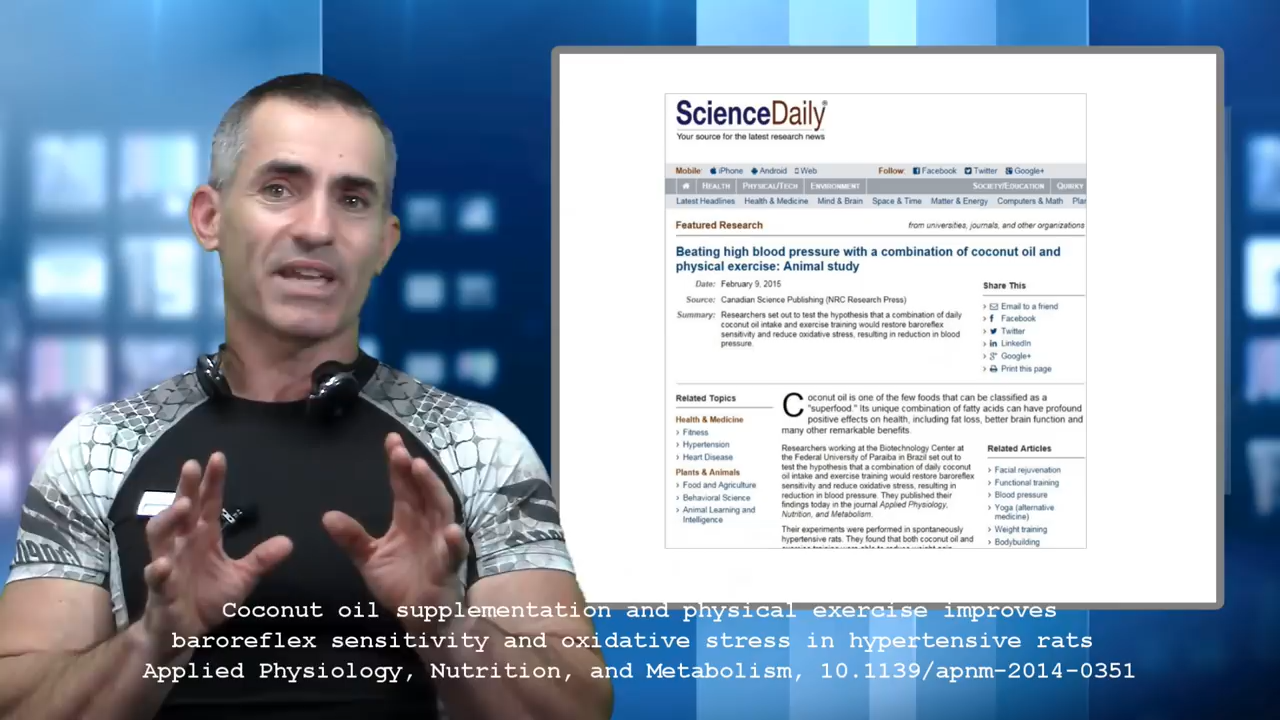 ScienceDaily®
Your source for the latest research news
Mobile: iPhone Android Web Follow: Facebook Twitter Google+
HEALTH PHYSICAL/TECH ENVIRONMENT SOCIETY/EDUCATION QUIRKY
Latest Headlines Health & Medicine Mind & Brain Space & Time Matter & Energy Computers & Math
Featured Research from universities, journals, and other organizations
Beating high blood pressure with a combination of coconut oil and
physical exercise: Animal study
Date: February 9, 2015
Source: Canadian Science Publishing (NRC Research Press)
Summary: Researchers set out to test the hypothesis that a combination of daily
coconut oil intake and exercise training would restore baroreflex
sensitivity and reduce oxidative stress, resulting in reduction in blood
pressure.
Share This
Email to a friend
Facebook
Twitter
LinkedIn
Google+
Print this page
Related Topics
Health & Medicine
Fitness
Hypertension
Heart Disease
Plants & Animals
Food and Agriculture
Behavioral Science
Animal Learning and
Intelligence
Coconut oil is one of the few foods that can be classified as a
"superfood." Its unique combination of fatty acids can have profound
positive effects on health, including fat loss, better brain function and
many other remarkable benefits.
Researchers working at the Biotechnology Center at
the Federal University of Paraiba in Brazil set out to
test the hypothesis that a combination of daily coconut
oil intake and exercise training would restore baroreflex
sensitivity and reduce oxidative stress, resulting in
reduction in blood pressure. They published their
findings today in the journal Applied Physiology,
Nutrition, and Metabolism.
Their experiments were performed in spontaneously
hypertensive rats. They found that both coconut oil and
Related Articles
Facial rejuvenation
Functional training
Blood pressure
Yoga (alternative
medicine)
Weight training
Bodybuilding
Coconut oil supplementation and physical exercise improves
baroreflex sensitivity and oxidative stress in hypertensive rats
Applied Physiology, Nutrition, and Metabolism, 10.1139/apnm-2014-0351